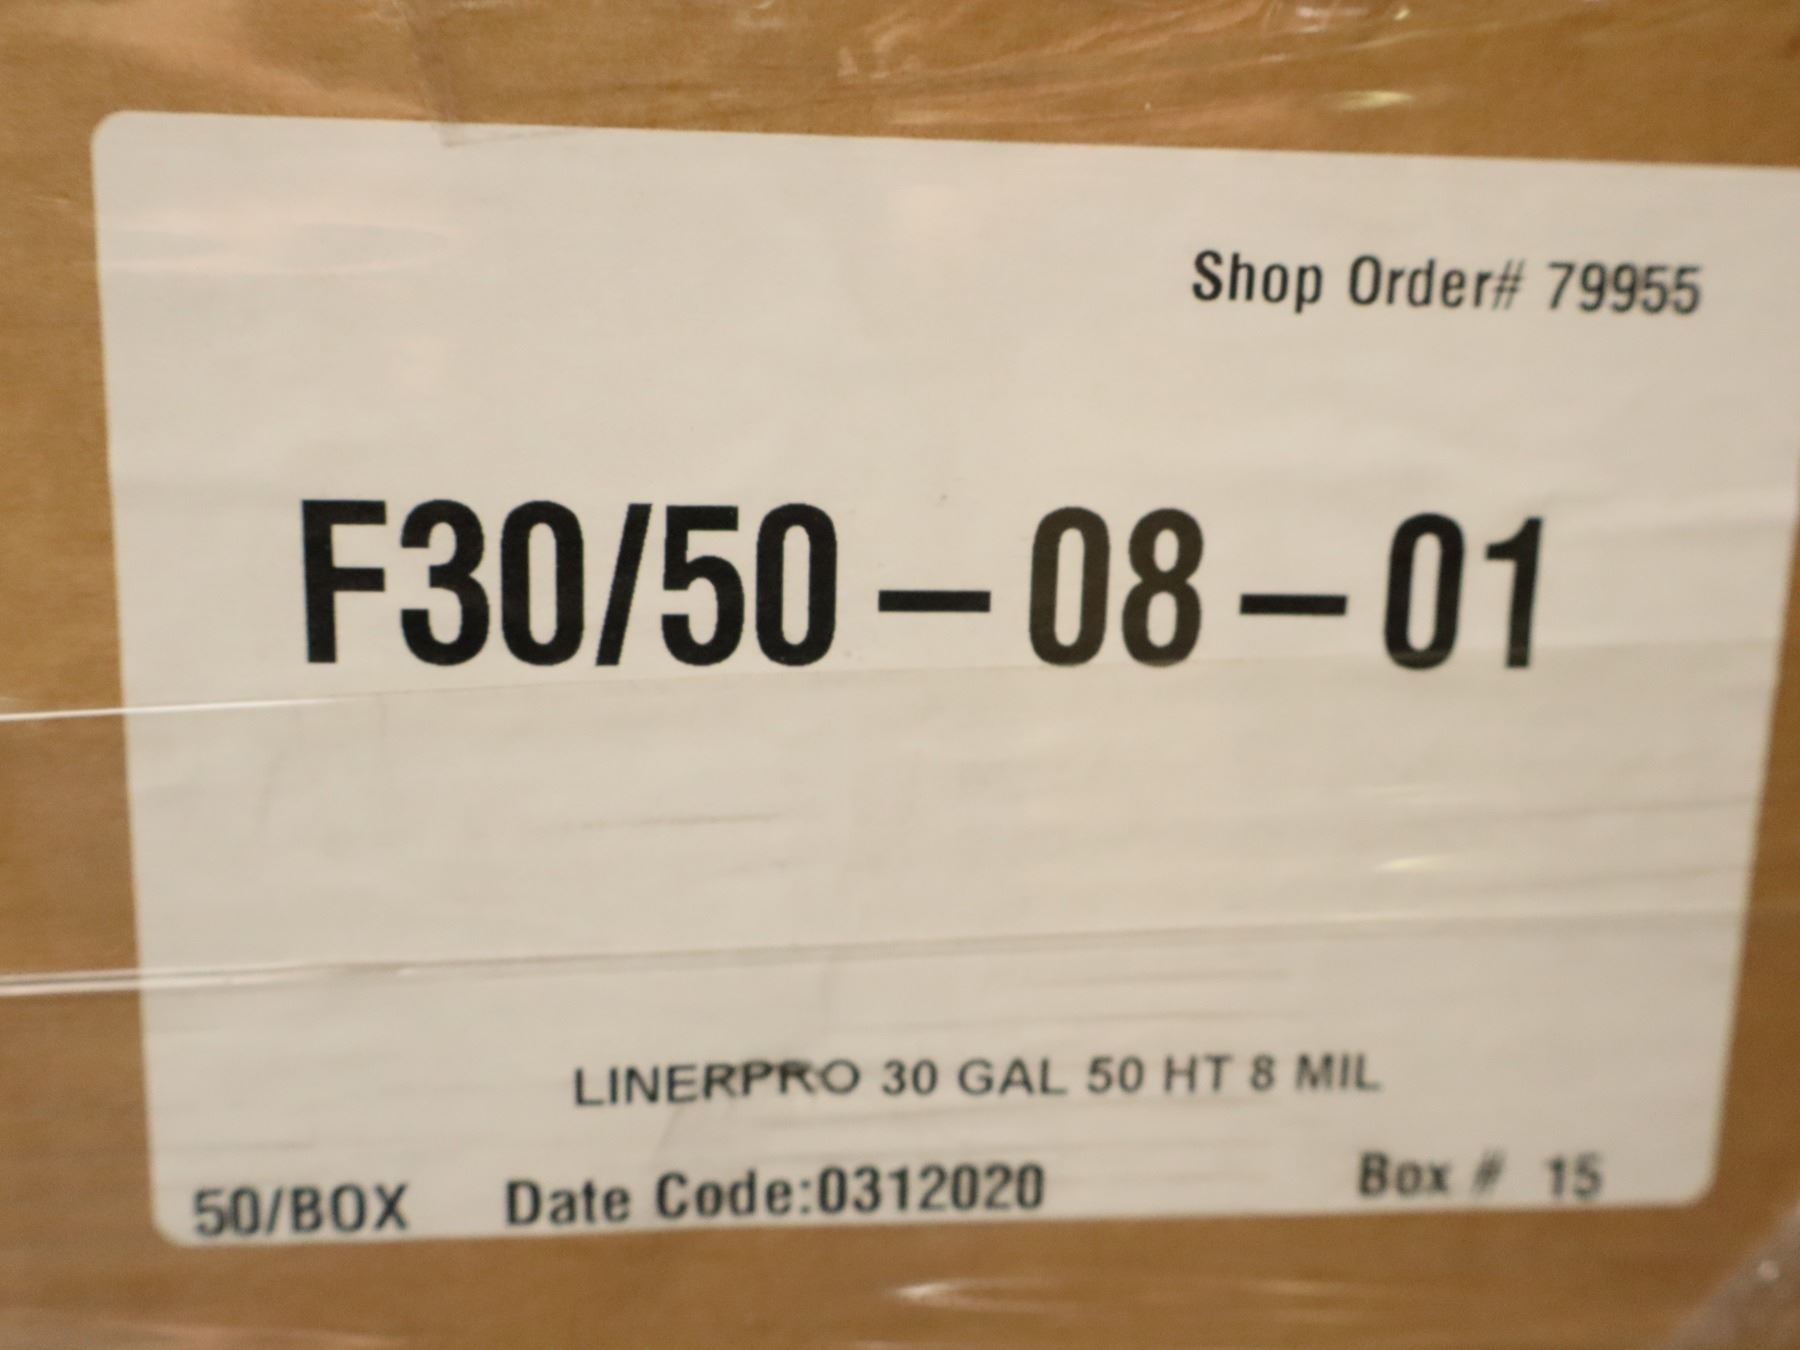 Shop Order# 79955
F30/50 – 08 – 01
LINERPRO 30 GAL 50 HT 8 MIL
50/BOX Date Code:0312020 Box # 15